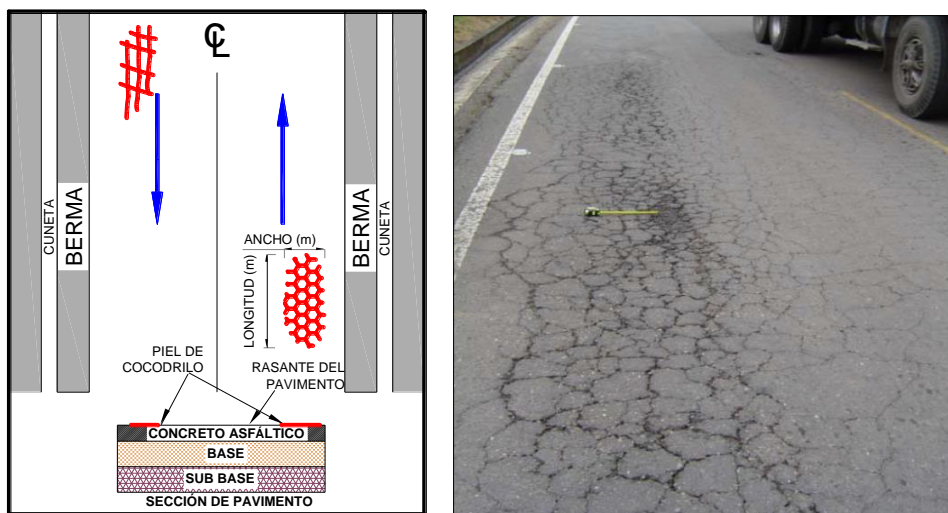 ℄
CUNETA
BERMA
BERMA
CUNETA
ANCHO (m)
LONGITUD (m)
PIEL DE
COCODRILO
RASANTE DEL
PAVIMENTO
CONCRETO ASFÁLTICO
BASE
SUB BASE
SECCIÓN DE PAVIMENTO